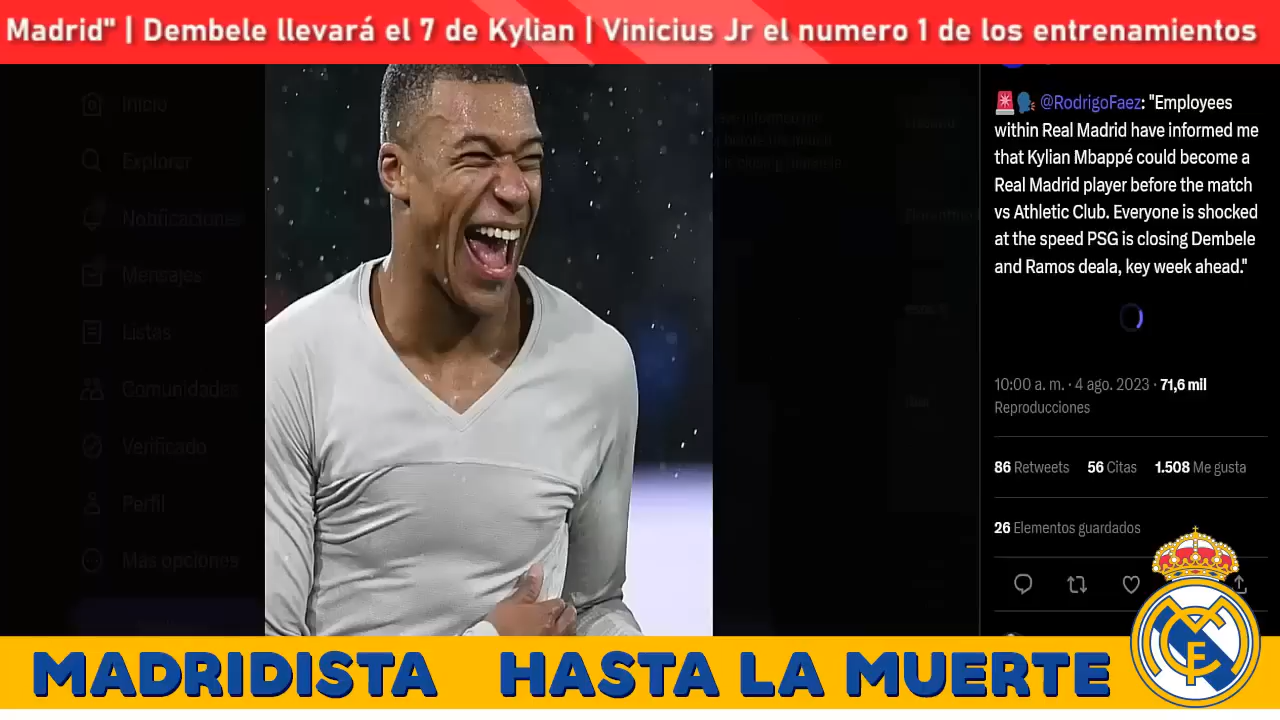 Madrid" | Dembele llevará el 7 de Kylian | Vinicius Jr el numero 1 de los entrenamientos
Inicio
Explorar
Notificaciones
Mensajes
Listas
Comunidades
Verificado
Perfil
Mas opciones
@RodrigoFaez: "Employees
within Real Madrid have informed me
that Kylian Mbappé could become a
Real Madrid player before the match
vs Athletic Club. Everyone is shocked
at the speed PSG is closing Dembele
and Ramos deala, key week ahead."
10:00 a. m. · 4 ago. 2023 · 71,6 mil
Reproducciones
86 Retweets 56 Citas 1.508 Me gusta
26 Elementos guardados
MADRIDISTA HASTA LA MUERTE